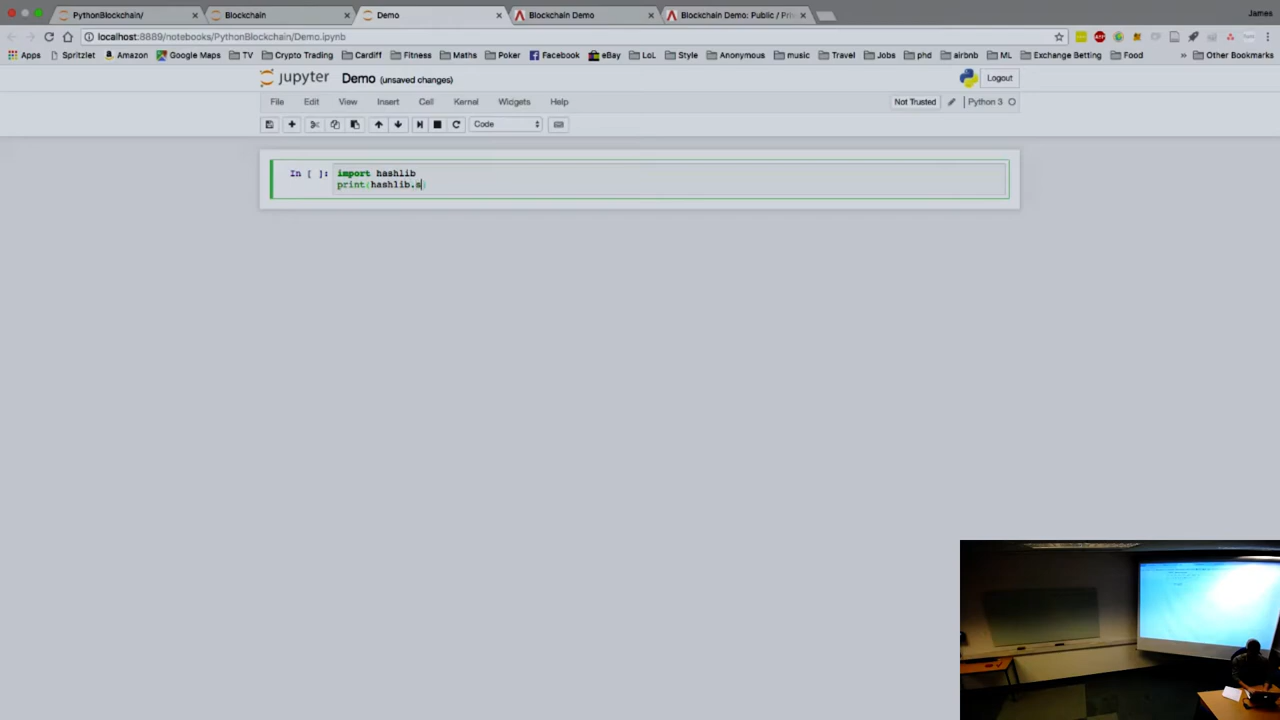 PythonBlockchain/
Blockchain
Demo
Blockchain Demo
Blockchain Demo: Public / Pri
James
localhost:8889/notebooks/PythonBlockchain/Demo.ipynb
Apps Spritzlet Amazon Google Maps TV Crypto Trading Cardiff Fitness Maths Poker Facebook eBay LoL Style Anonymous music Travel Jobs phd airbnb ML Exchange Betting Food » Other Bookmarks
jupyter Demo (unsaved changes)
Logout
File Edit View Insert Cell Kernel Widgets Help
Not Trusted
Python 3
Code
In [ ]: import hashlib
print(hashlib.s)